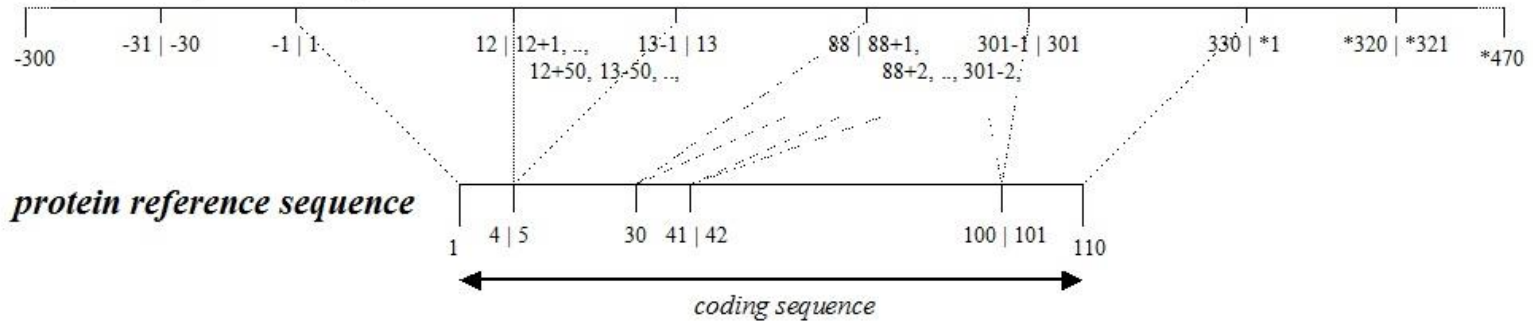 -300 -31 | -30 -1 | 1 12 | 12+1, .., 13-1 | 13 88 | 88+1, 301-1 | 301 330 | *1 *320 | *321 *470
12+50, 13-50, .., 88+2, .., 301-2,
protein reference sequence
1 4 | 5 30 41 | 42 100 | 101 110
coding sequence